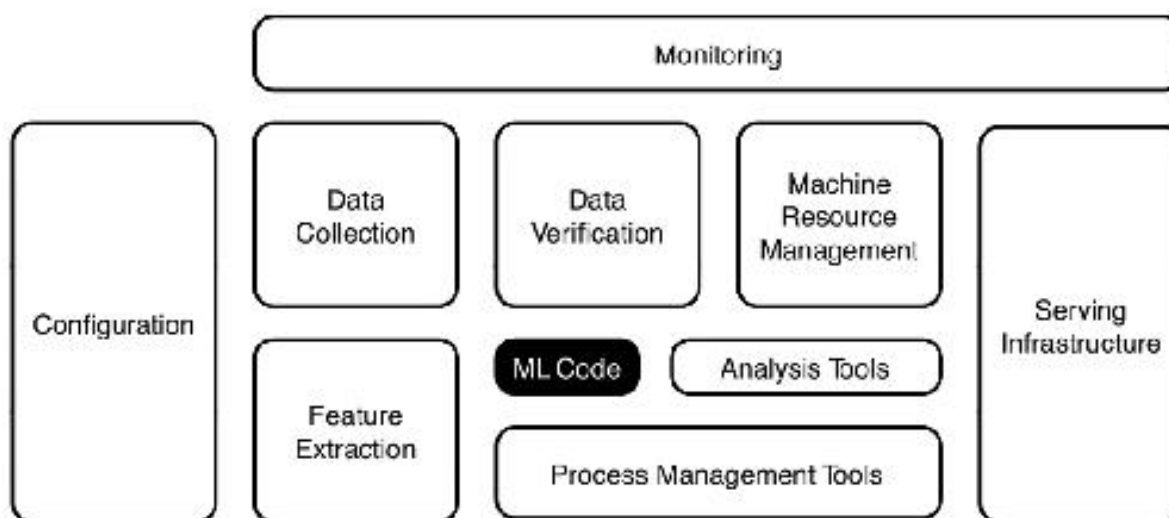 Monitoring
Configuration
Data
Collection
Data
Verification
Machine
Resource
Management
Serving
Infrastructure
Feature
Extraction
ML Code
Analysis Tools
Process Management Tools